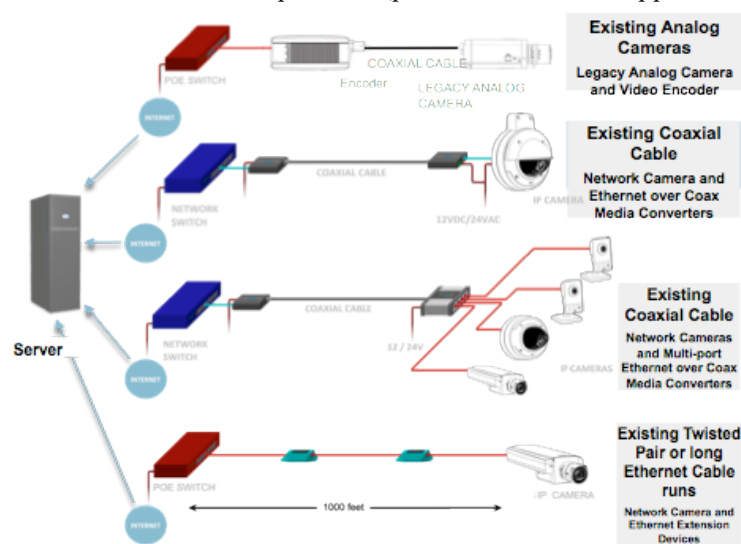 POE SWITCH
COAXIAL CABLE
Encoder
LEGACY ANALOG
CAMERA
Existing Analog
Cameras
Legacy Analog Camera
and Video Encoder
INTERNET
NETWORK
SWITCH
COAXIAL CABLE
12VDC/24VAC
IP CAMERA
Existing Coaxial
Cable
Network Camera and
Ethernet over Coax
Media Converters
INTERNET
Server
NETWORK
SWITCH
COAXIAL CABLE
12 / 24V
IP CAMERAS
Existing
Coaxial Cable
Network Cameras
and Multi-port
Ethernet over Coax
Media Converters
INTERNET
POE SWITCH
1000 feet
IP CAMERA
Existing Twisted
Pair or long
Ethernet Cable
runs
Network Camera and
Ethernet Extension
Devices
INTERNET